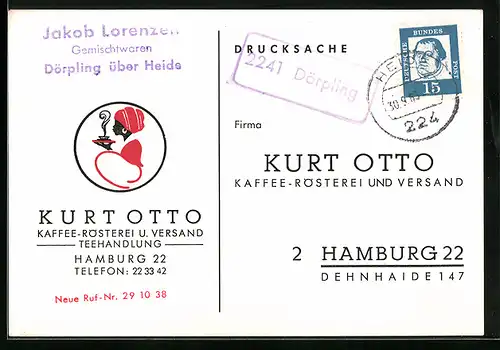 Jakob Lorenzen
Gemischtwaren
Dörpling über Heide
KURT OTTO
KAFFEE-RÖSTEREI U. VERSAND
TEEHANDLUNG
HAMBURG 22
TELEFON: 22 33 42
Neue Ruf-Nr. 29 10 38
DRUCKSACHE
2241 Dörpling
DEUTSCHE BUNDESPOST
15
224
Firma
KURT OTTO
KAFFEE-RÖSTEREI UND VERSAND
2 HAMBURG 22
DEHNHAIDE 147